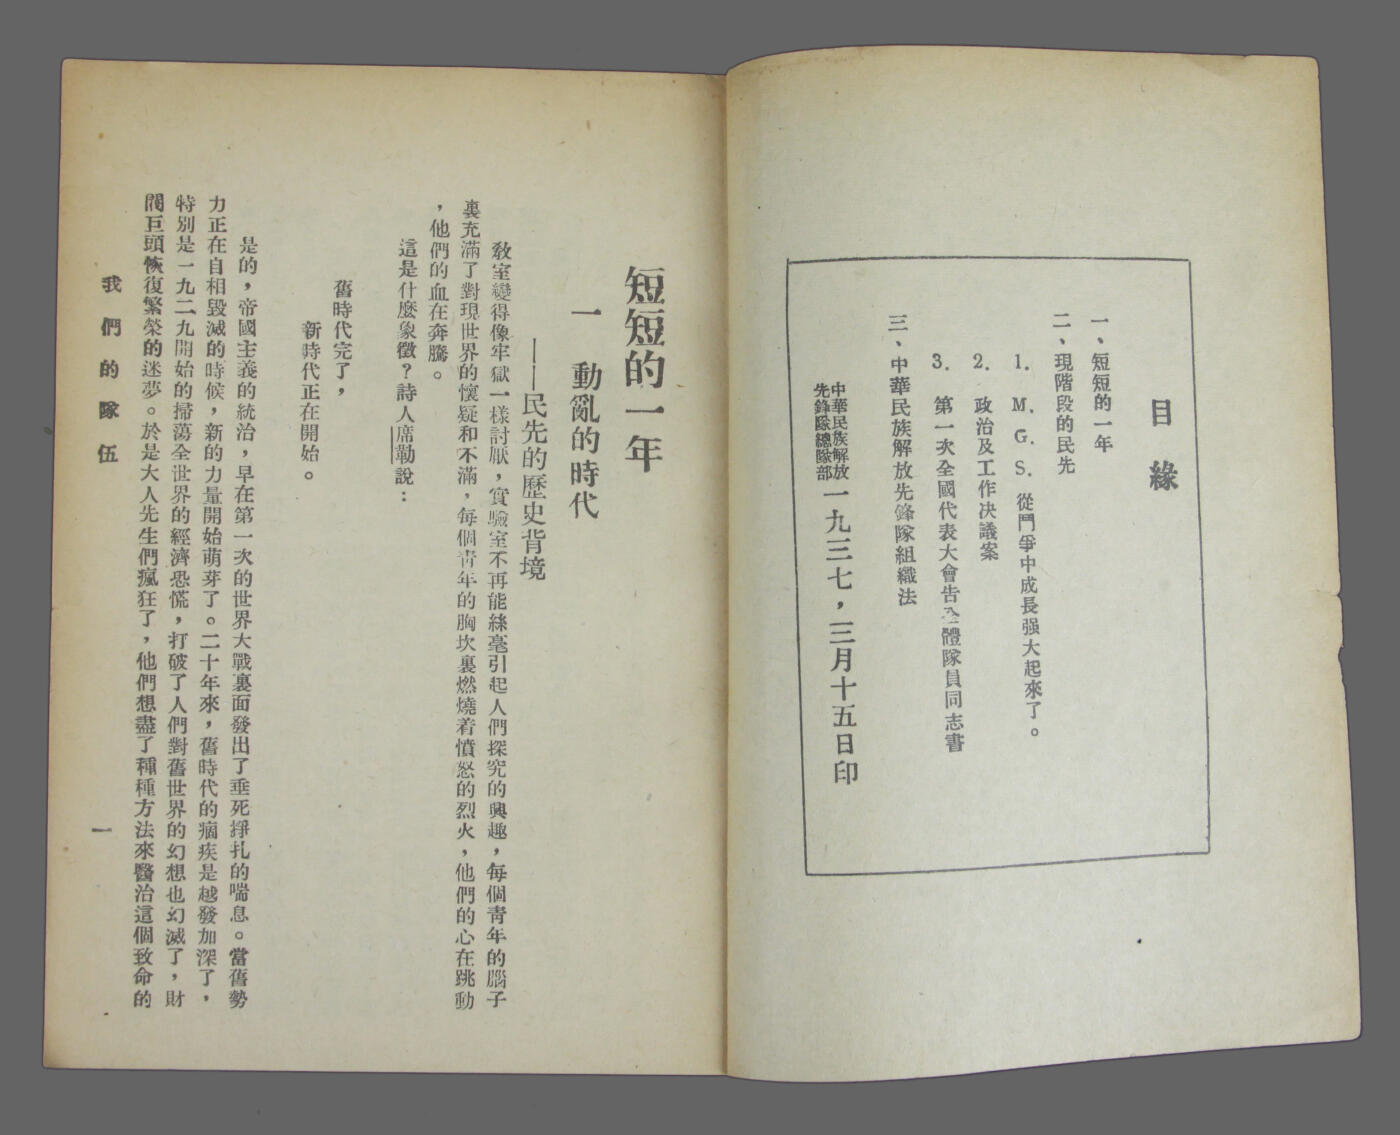 目緣
一、短短的一年
二、現階段的民先
1. M. G. S. 從鬥爭中成長强大起來了。
2. 政治及工作决議案
3. 第一次全國代表大會告全體隊員同志書
三、中華民族解放先鋒隊組織法
中華民族解放
先鋒隊總隊部
一九三七，三月十五日印
短短的一年
一 動亂的時代
——民先的歷史背境
教室變得像牢獄一樣討厭，實驗室不再能絲毫引起人們探究的興趣，每個青年的腦子
裏充滿了對現世界的懷疑和不滿，每個青年的胸坎裏燃燒着憤怒的烈火，他們的心在跳動
，他們的血在奔騰。
這是什麼象徵？詩人席勒說：
舊時代完了，
新時代正在開始。
是的，帝國主義的統治，早在第一次的世界大戰裏面發出了垂死掙扎的喘息。當舊勢
力正在自相毀滅的時候，新的力量開始萌芽了。二十年來，舊時代的痼疾是越發加深了，
特別是一九二九開始的掃蕩全世界的經濟恐慌，打破了人們對舊世界的幻想也幻滅了，財
閥巨頭恢復繁榮的迷夢。於是大人先生們瘋狂了，他們想盡了種種方法來醫治這個致命的
我們的隊伍
一